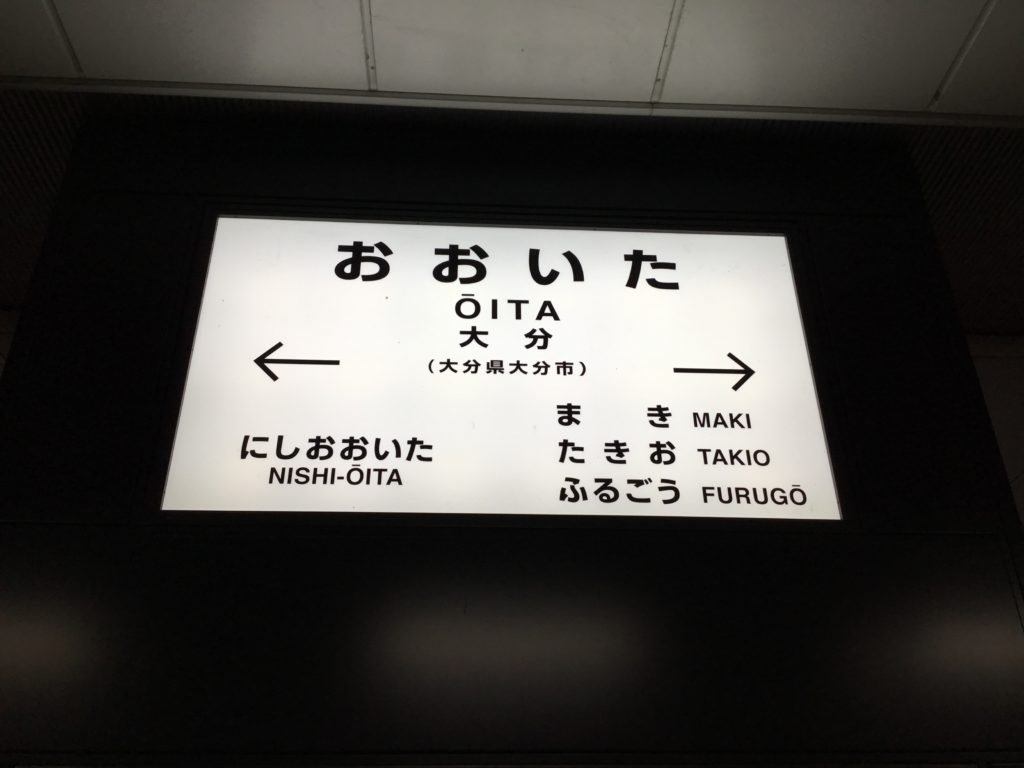 おおいた
ŌITA
大分
(大分県大分市)
← →
にしおおいた
NISHI-ŌITA
まき MAKI
たきお TAKIO
ふるごう FURUGŌ